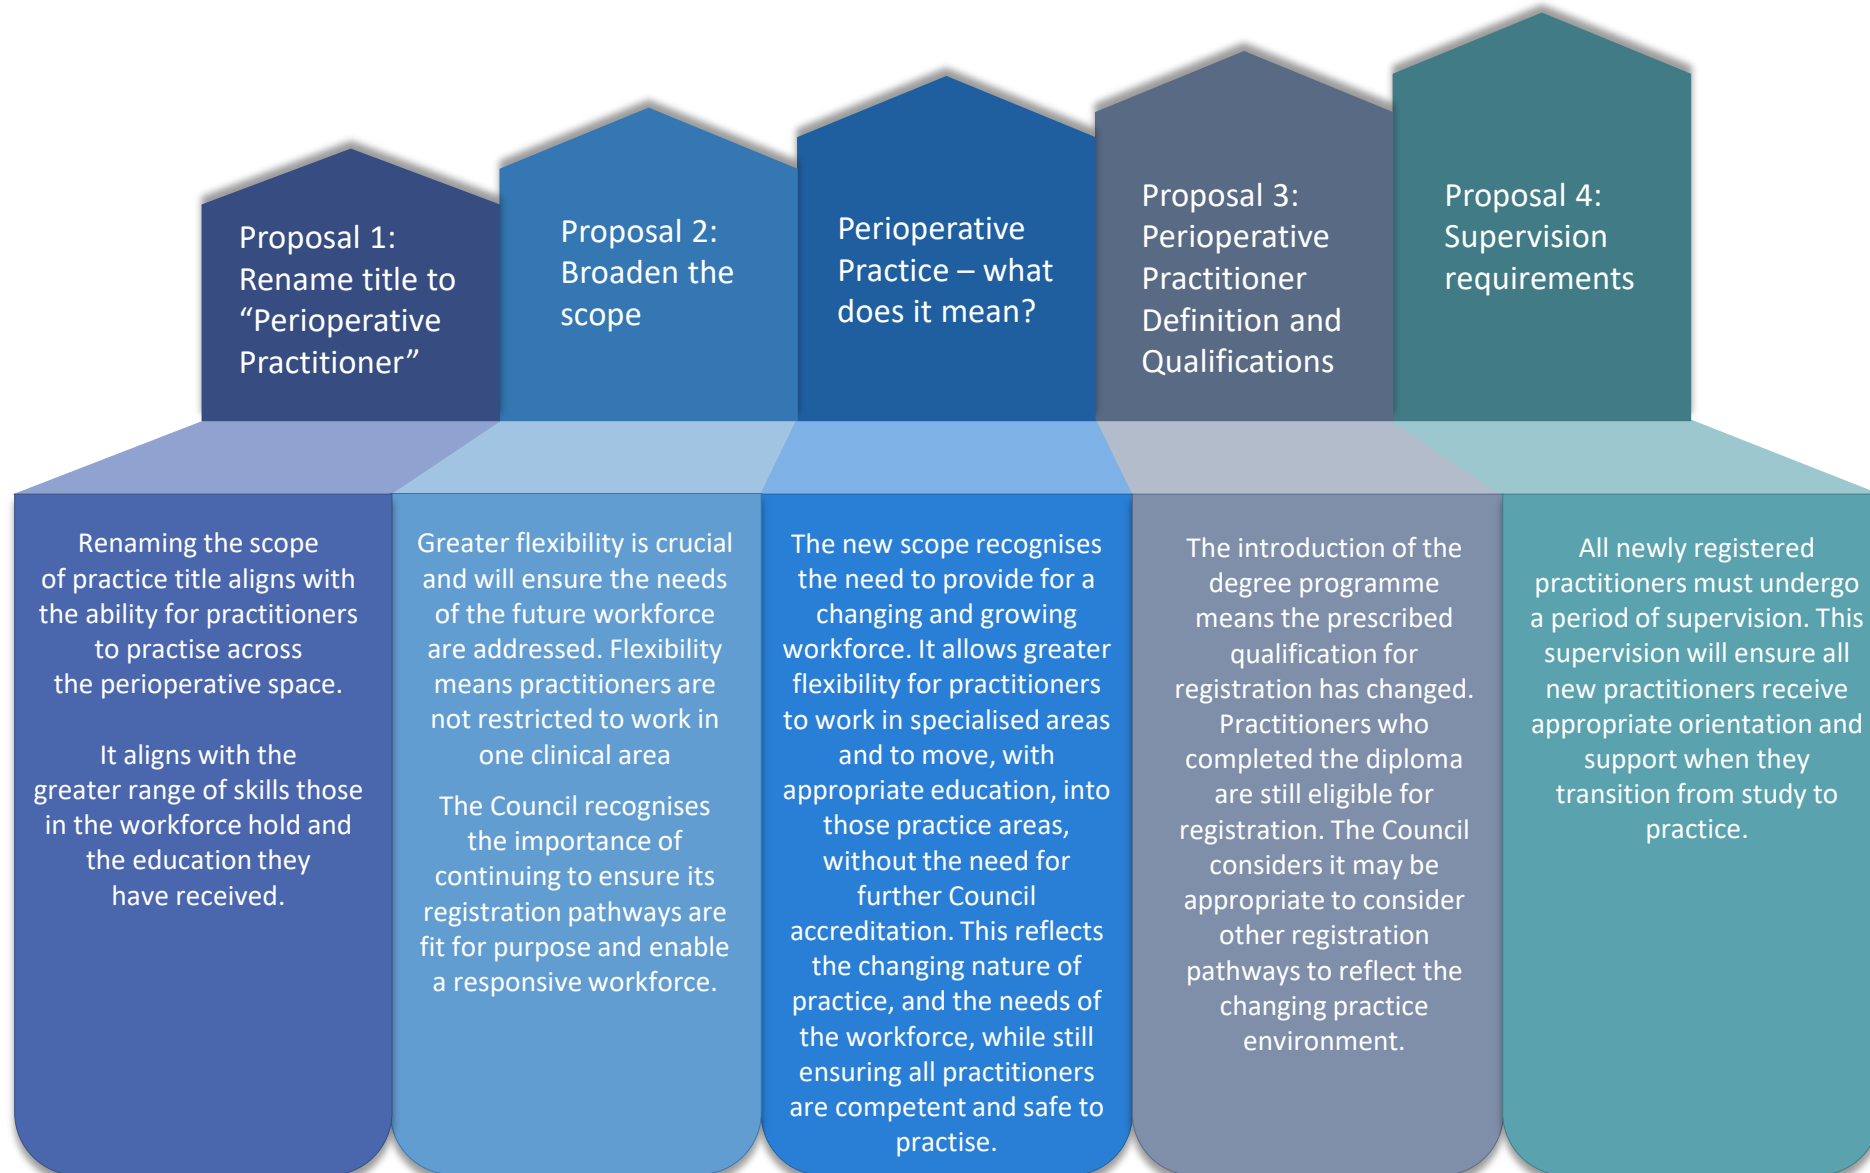 Proposal 1:
Rename title to
“Perioperative
Practitioner”
Proposal 2:
Broaden the
scope
Perioperative
Practice – what
does it mean?
Proposal 3:
Perioperative
Practitioner
Definition and
Qualifications
Proposal 4:
Supervision
requirements
Renaming the scope
of practice title aligns with
the ability for practitioners
to practise across
the perioperative space.
It aligns with the
greater range of skills those
in the workforce hold and
the education they
have received.
Greater flexibility is crucial
and will ensure the needs
of the future workforce
are addressed. Flexibility
means practitioners are
not restricted to work in
one clinical area
The Council recognises
the importance of
continuing to ensure its
registration pathways are
fit for purpose and enable
a responsive workforce.
The new scope recognises
the need to provide for a
changing and growing
workforce. It allows greater
flexibility for practitioners
to work in specialised areas
and to move, with
appropriate education, into
those practice areas,
without the need for
further Council
accreditation. This reflects
the changing nature of
practice, and the needs of
the workforce, while still
ensuring all practitioners
are competent and safe to
practise.
The introduction of the
degree programme
means the prescribed
qualification for
registration has changed.
Practitioners who
completed the diploma
are still eligible for
registration. The Council
considers it may be
appropriate to consider
other registration
pathways to reflect the
changing practice
environment.
All newly registered
practitioners must undergo
a period of supervision. This
supervision will ensure all
new practitioners receive
appropriate orientation and
support when they
transition from study to
practice.